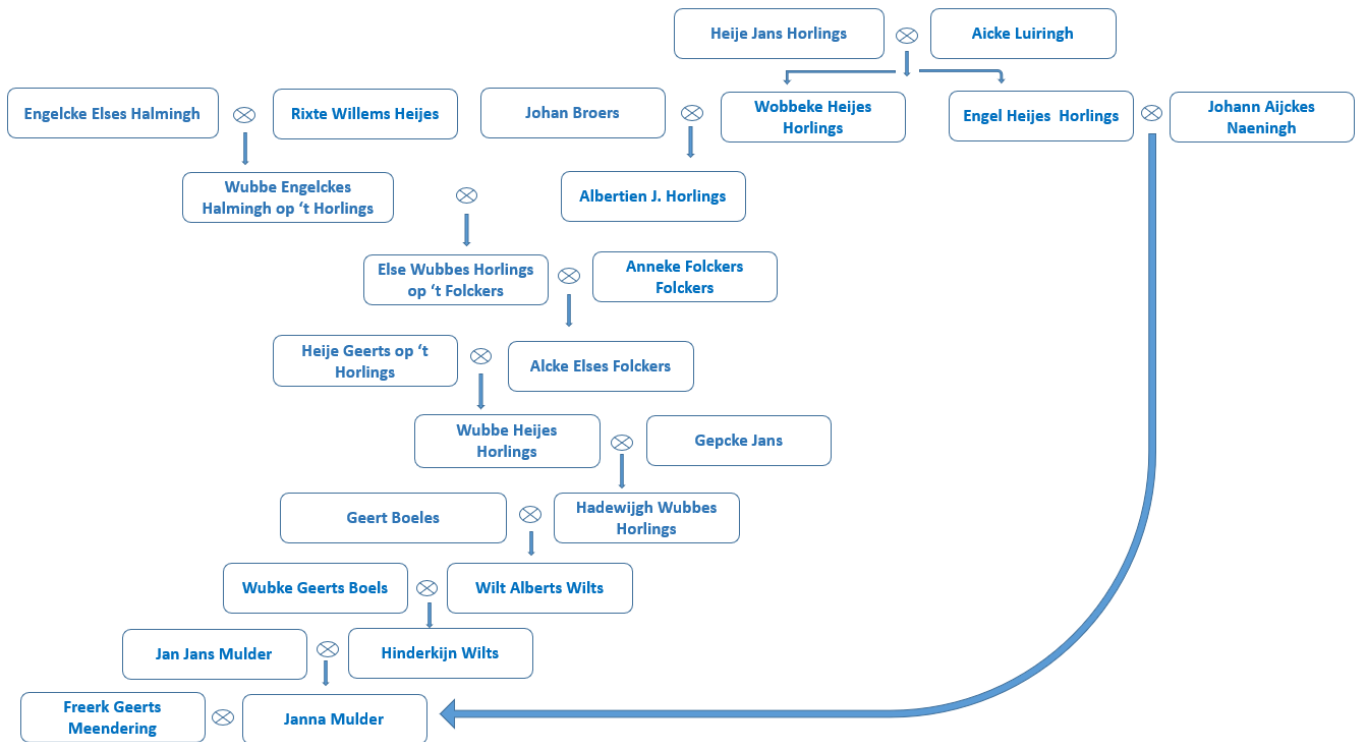 Heije Jans Horlings
Aicke Luiringh
Engelcke Elses Halmingh
Rixte Willems Heijes
Johan Broers
Wobbeke Heijes
Horlings
Engel Heijes  Horlings
Johann Aijckes
Naeningh
Wubbe Engelckes
Halmingh op ‘t Horlings
Albertien J. Horlings
Else Wubbes Horlings
op ‘t Folckers
Anneke Folckers
Folckers
Heije Geerts op ‘t
Horlings
Alcke Elses Folckers
Wubbe Heijes
Horlings
Gepcke Jans
Geert Boeles
Hadewijgh Wubbes
Horlings
Wubke Geerts Boels
Wilt Alberts Wilts
Jan Jans Mulder
Hinderkijn Wilts
Freerk Geerts
Meendering
Janna Mulder